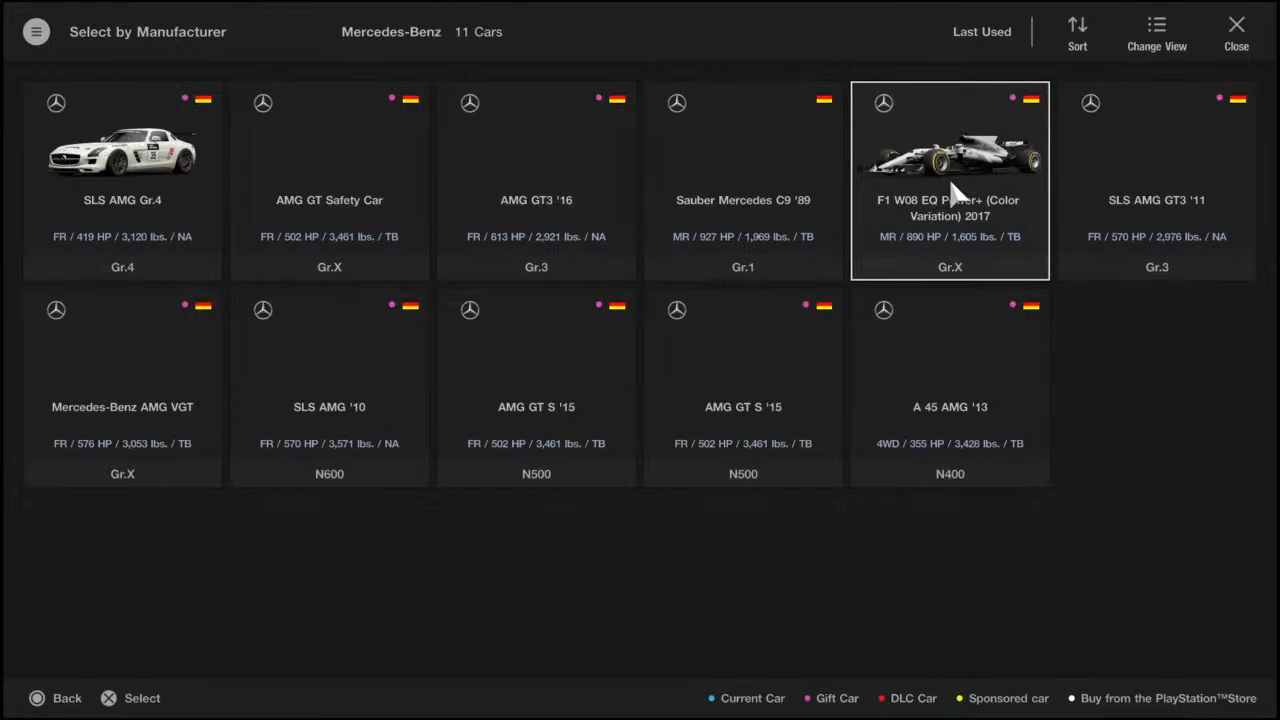 Select by Manufacturer
Mercedes-Benz 11 Cars
Last Used
Sort
Change View
Close
SLS AMG Gr.4
FR / 419 HP / 3,120 lbs. / NA
Gr.4
AMG GT Safety Car
FR / 502 HP / 3,461 lbs. / TB
Gr.X
AMG GT3 '16
FR / 613 HP / 2,921 lbs. / NA
Gr.3
Sauber Mercedes C9 '89
MR / 927 HP / 1,969 lbs. / TB
Gr.1
F1 W08 EQ Power+ (Color
Variation) 2017
MR / 890 HP / 1,605 lbs. / TB
Gr.X
SLS AMG GT3 '11
FR / 570 HP / 2,976 lbs. / NA
Gr.3
Mercedes-Benz AMG VGT
FR / 576 HP / 3,053 lbs. / TB
Gr.X
SLS AMG '10
FR / 570 HP / 3,571 lbs. / NA
N600
AMG GT S '15
FR / 502 HP / 3,461 lbs. / TB
N500
AMG GT S '15
FR / 502 HP / 3,461 lbs. / TB
N500
A 45 AMG '13
4WD / 355 HP / 3,428 lbs. / TB
N400
Back
Select
Current Car
Gift Car
DLC Car
Sponsored car
Buy from the PlayStation™Store